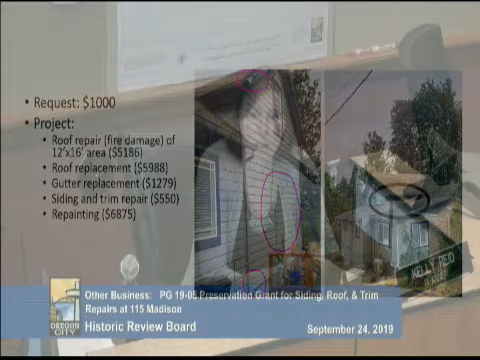 • Request: $1000
• Project:
• Roof repair (fire damage) of
12'x16' area ($5186)
• Roof replacement ($5988)
• Gutter replacement ($1279)
• Siding and trim repair ($550)
• Repainting ($6875)
KELLY REID
Other Business: PG 19-05 Preservation Grant for Siding, Roof, & Trim
Repairs at 115 Madison
OREGON
CITY
Historic Review Board
September 24, 2019